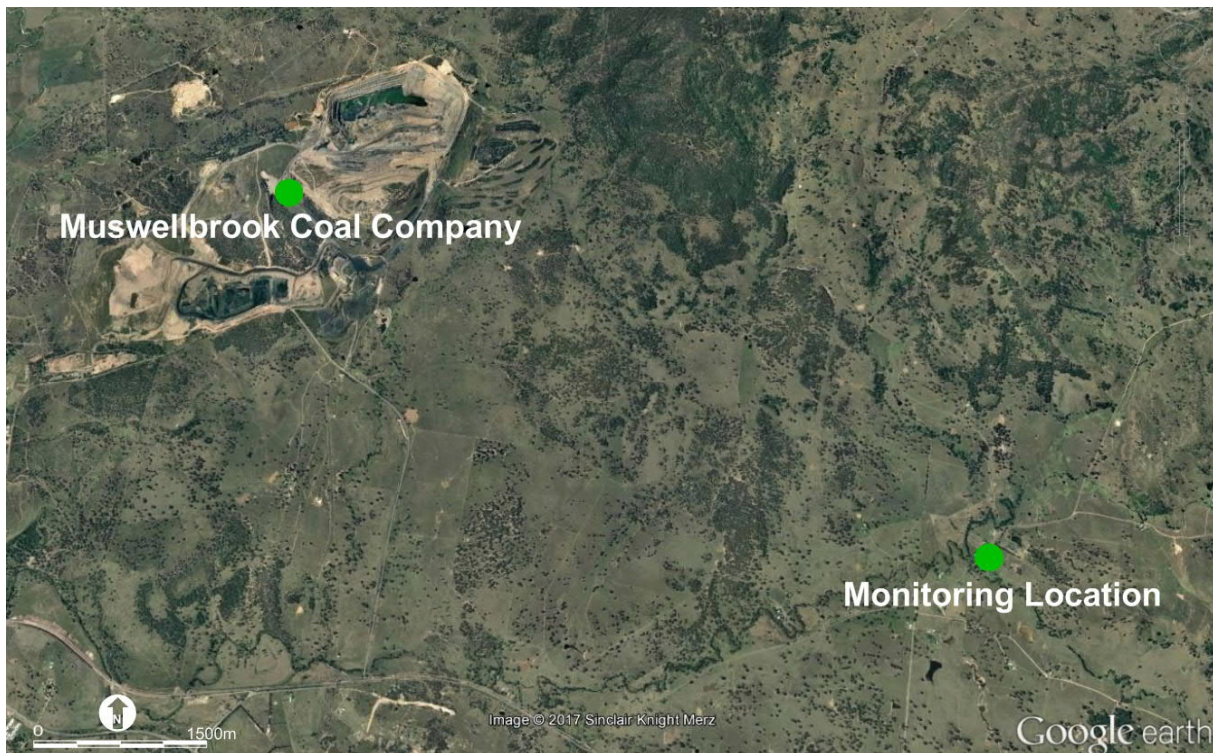 Muswellbrook Coal Company
Monitoring Location
N
0 1500m
Image © 2017 Sinclair Knight Merz
Google earth